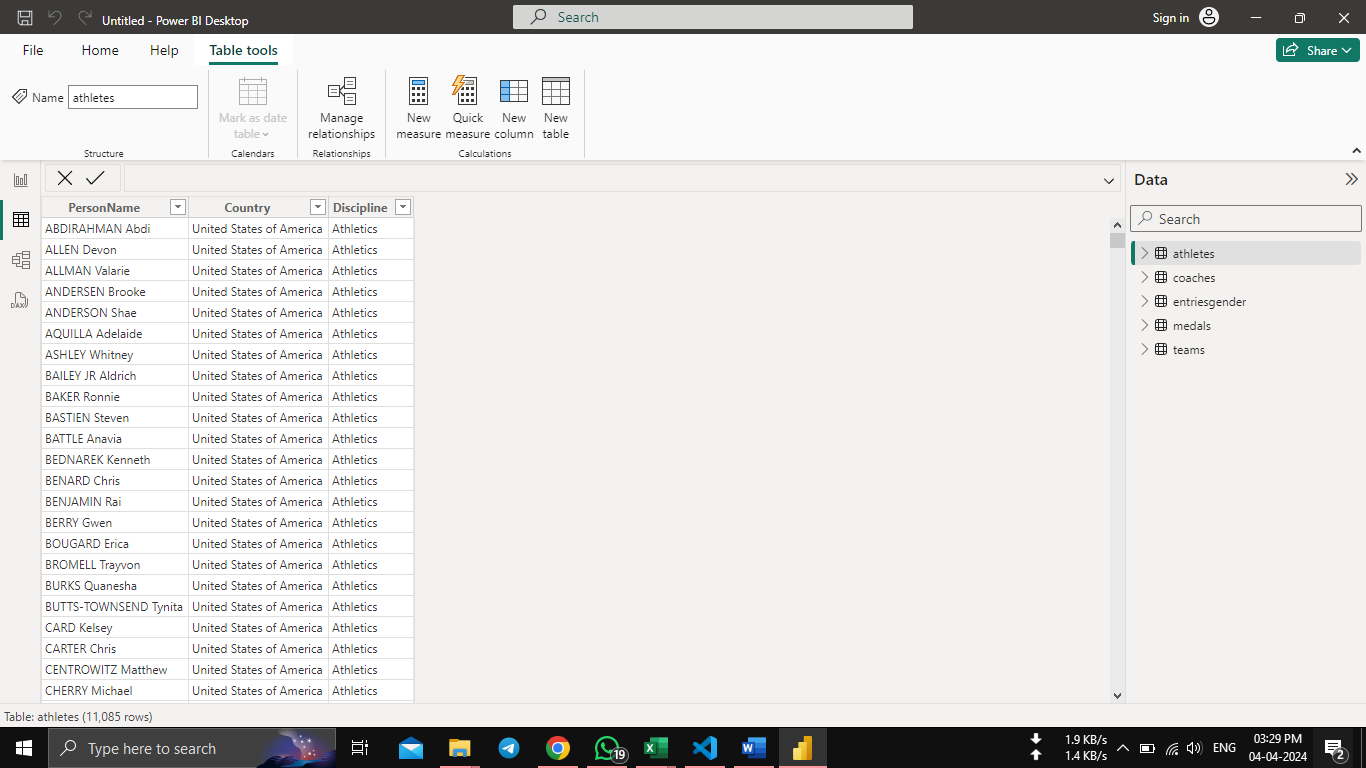 Untitled - Power BI Desktop
Search
Sign in
File
Home
Help
Table tools
Share
Name
athletes
Mark as date
table
New
measure
Quick
measure
New
column
New
table
Manage
relationships
Structure
Calendars
Relationships
Calculations
Data
Search
athletes
coaches
entriesgender
medals
teams
DAX
PersonName Country Discipline
ABDIRAHMAN Abdi United States of America Athletics
ALLEN Devon United States of America Athletics
ALLMAN Valarie United States of America Athletics
ANDERSEN Brooke United States of America Athletics
ANDERSON Shae United States of America Athletics
AQUILLA Adelaide United States of America Athletics
ASHLEY Whitney United States of America Athletics
BAILEY JR Aldrich United States of America Athletics
BAKER Ronnie United States of America Athletics
BASTIEN Steven United States of America Athletics
BATTLE Anavia United States of America Athletics
BEDNAREK Kenneth United States of America Athletics
BENARD Chris United States of America Athletics
BENJAMIN Rai United States of America Athletics
BERRY Gwen United States of America Athletics
BOUGARD Erica United States of America Athletics
BROMELL Trayvon United States of America Athletics
BURKS Quanesha United States of America Athletics
BUTTS-TOWNSEND Tynita United States of America Athletics
CARD Kelsey United States of America Athletics
CARTER Chris United States of America Athletics
CENTROWITZ Matthew United States of America Athletics
CHERRY Michael United States of America Athletics
Table: athletes (11,085 rows)
Type here to search
19
1.9 KB/s
1.4 KB/s
ENG
03:29 PM
04-04-2024
2